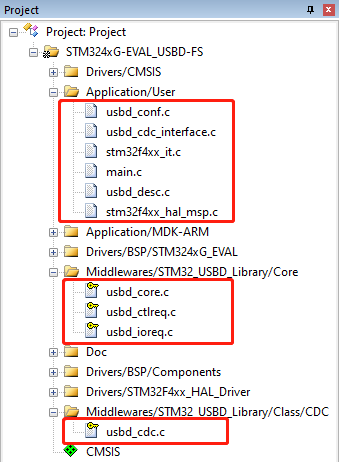 Project
Project: Project
STM324xG-EVAL_USBD-FS
Drivers/CMSIS
Application/User
usbd_conf.c
usbd_cdc_interface.c
stm32f4xx_it.c
main.c
usbd_desc.c
stm32f4xx_hal_msp.c
Application/MDK-ARM
Drivers/BSP/STM324xG_EVAL
Middlewares/STM32_USBD_Library/Core
usbd_core.c
usbd_ctlreq.c
usbd_ioreq.c
Doc
Drivers/BSP/Components
Drivers/STM32F4xx_HAL_Driver
Middlewares/STM32_USBD_Library/Class/CDC
usbd_cdc.c
CMSIS